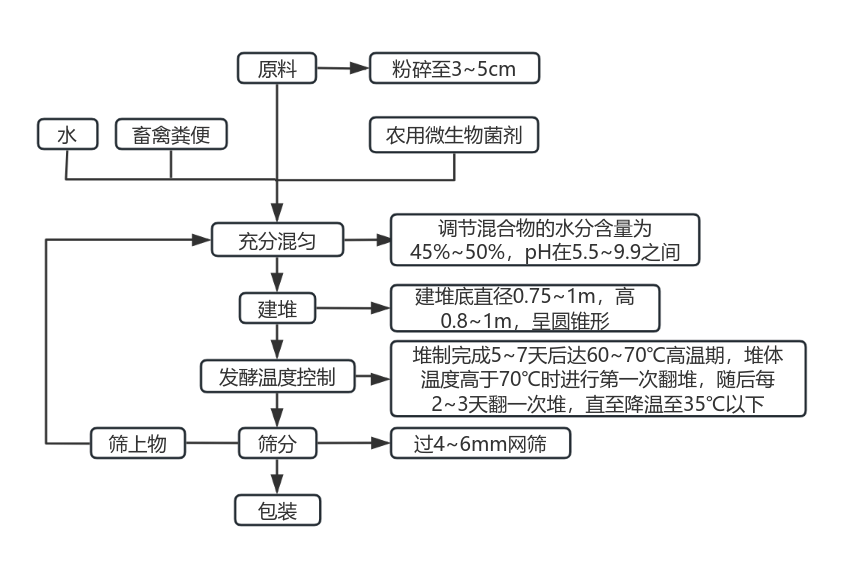 原料
粉碎至3~5cm
水
畜禽粪便
农用微生物菌剂
充分混匀
调节混合物的水分含量为
45%~50%，pH在5.5~9.9之间
建堆
建堆底直径0.75~1m，高
0.8~1m，呈圆锥形
发酵温度控制
堆制完成5~7天后达60~70℃高温期，堆体
温度高于70℃时进行第一次翻堆，随后每
2~3天翻一次堆，直至降温至35℃以下
筛上物
筛分
过4~6mm网筛
包装